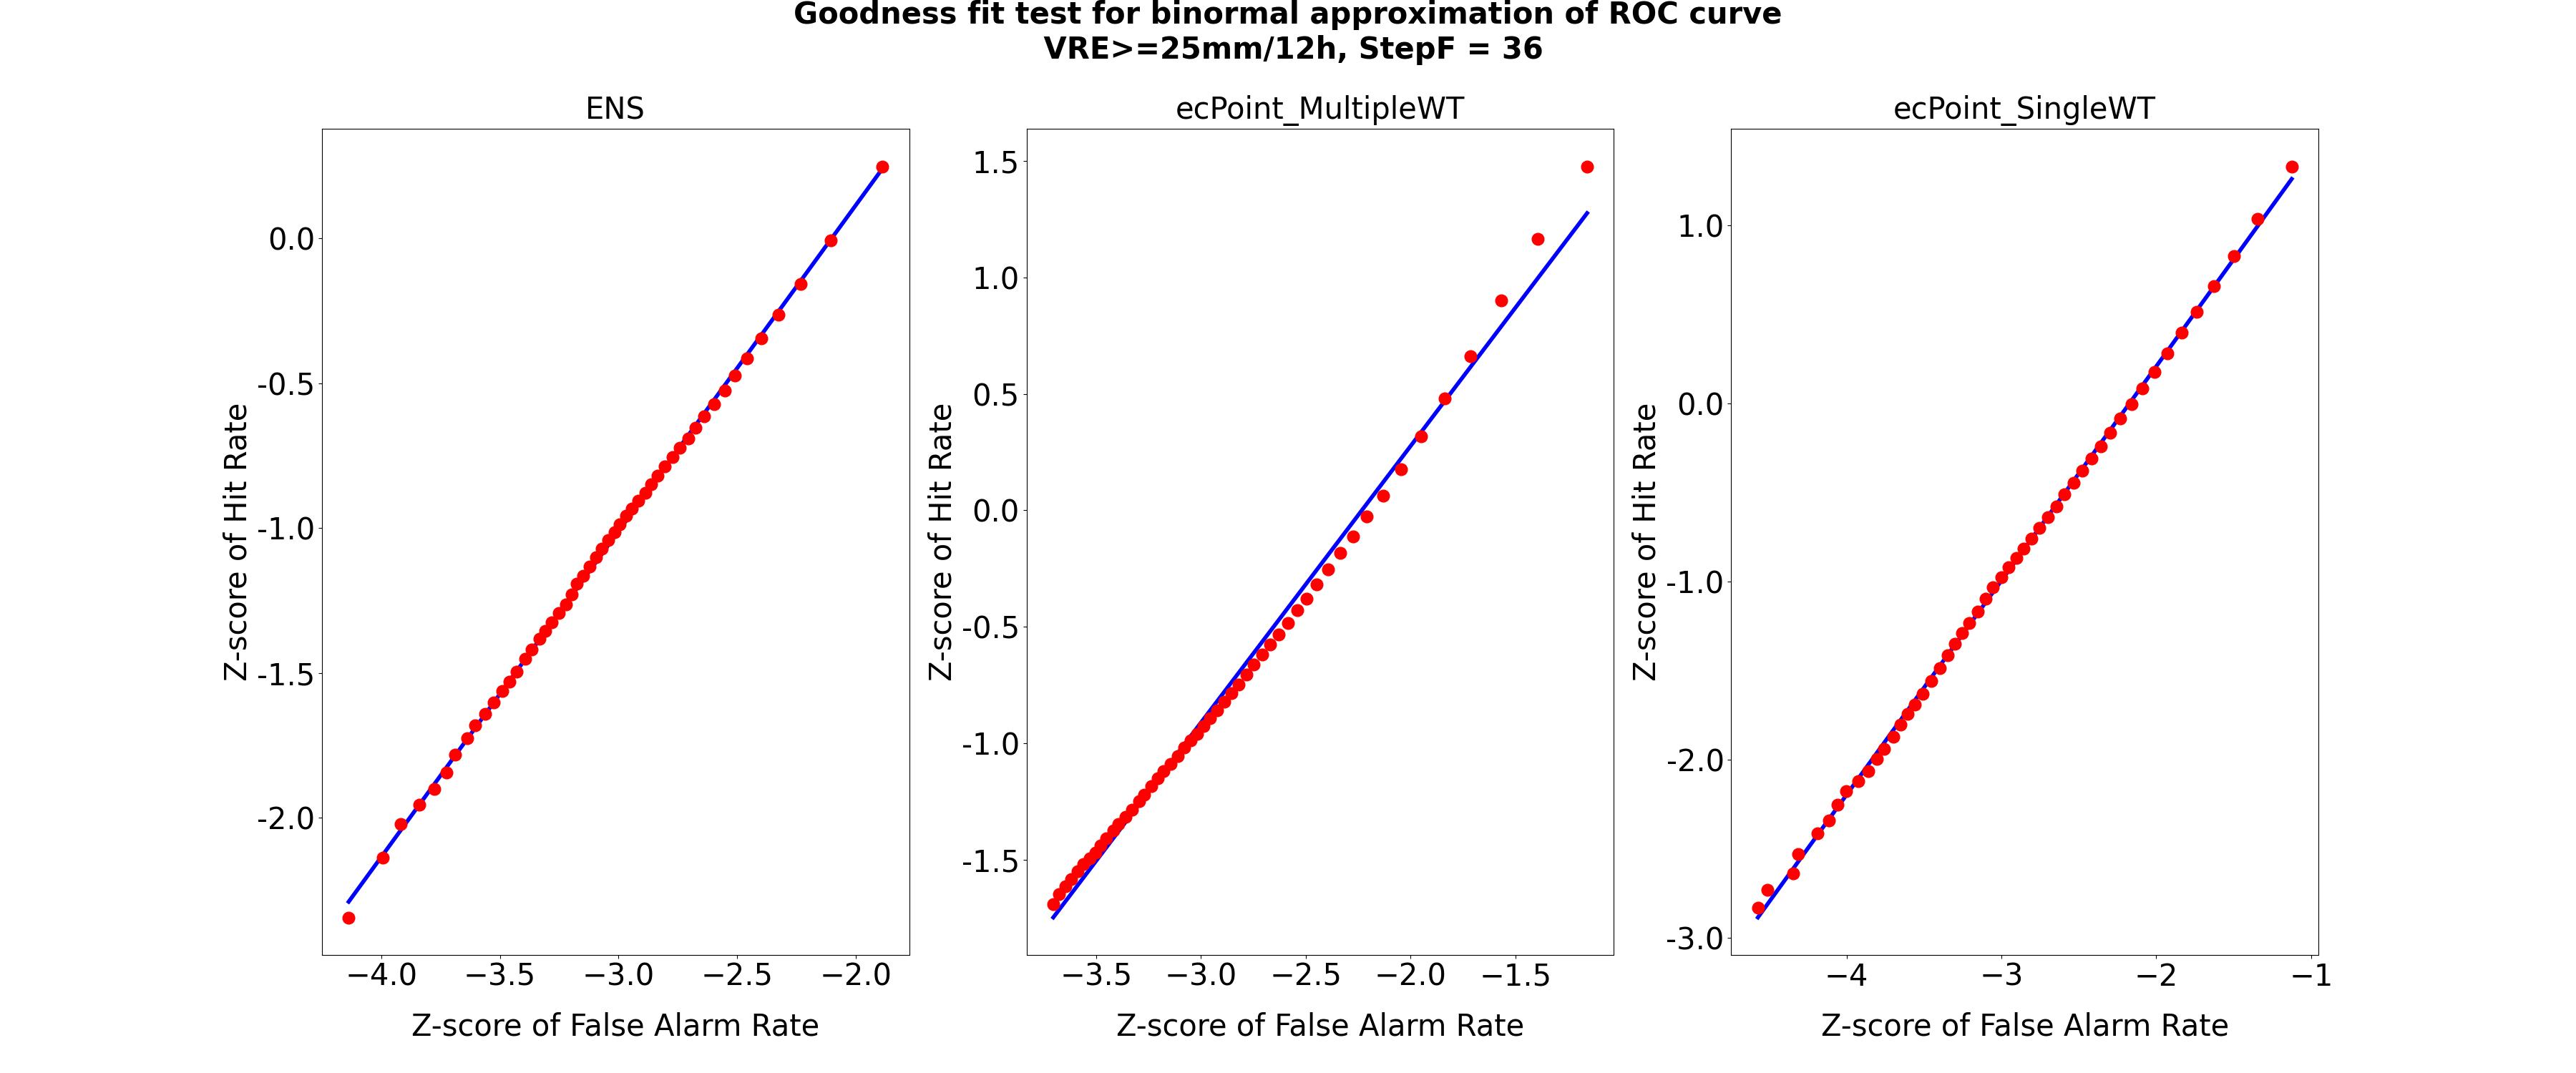 Goodness fit test for binormal approximation of ROC curve
VRE>=25mm/12h, StepF = 36
ENS
0.0
-0.5
-1.0
-1.5
-2.0
Z-score of Hit Rate
−4.0 −3.5 −3.0 −2.5 −2.0
Z-score of False Alarm Rate
ecPoint_MultipleWT
1.5
1.0
0.5
0.0
-0.5
-1.0
-1.5
Z-score of Hit Rate
−3.5 −3.0 −2.5 −2.0 −1.5
Z-score of False Alarm Rate
ecPoint_SingleWT
1.0
0.0
-1.0
-2.0
-3.0
Z-score of Hit Rate
−4 −3 −2 −1
Z-score of False Alarm Rate